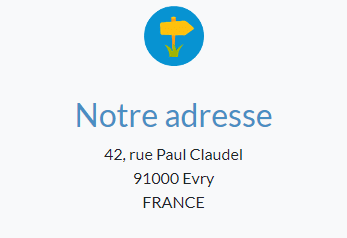 Notre adresse
42, rue Paul Claudel
91000 Evry
FRANCE